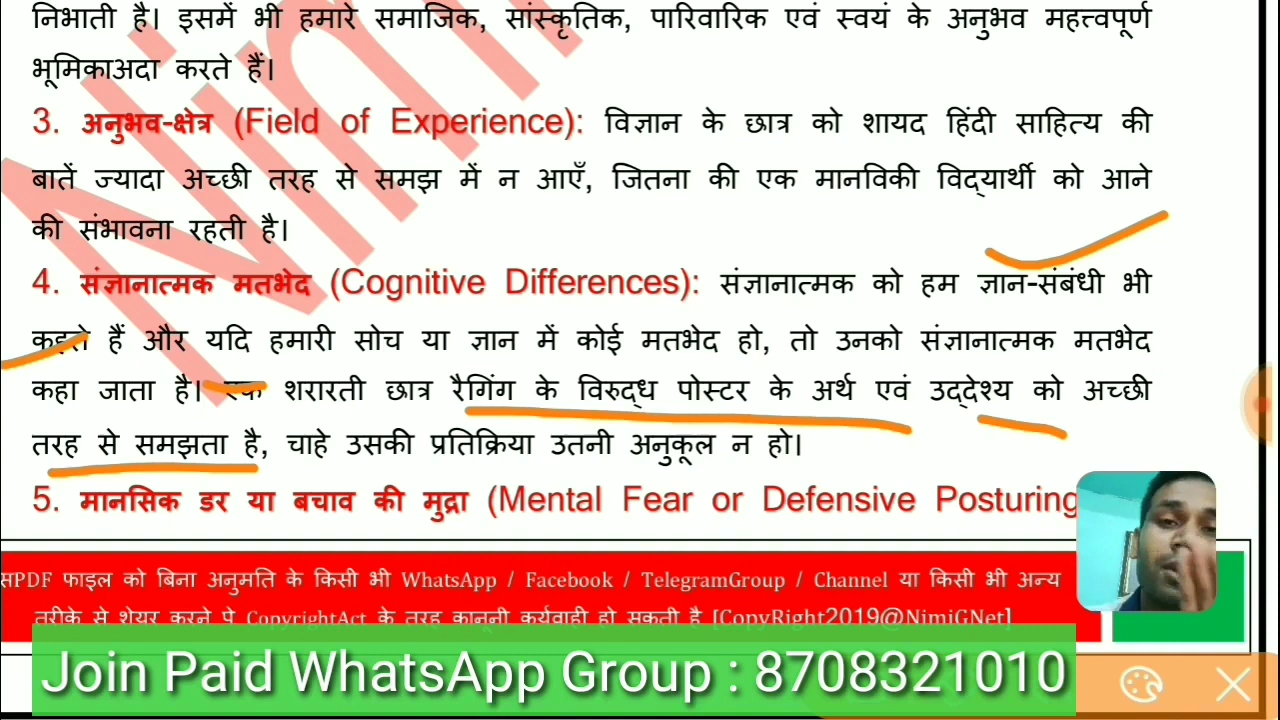 निभाती है। इसमें भी हमारे समाजिक, सांस्कृतिक, पारिवारिक एवं स्वयं के अनुभव महत्त्वपूर्ण
भूमिकाअदा करते हैं।
3. अनुभव-क्षेत्र (Field of Experience): विज्ञान के छात्र को शायद हिंदी साहित्य की
बातें ज्यादा अच्छी तरह से समझ में न आएँ, जितना की एक मानविकी विद्यार्थी को आने
की संभावना रहती है।
4. संज्ञानात्मक मतभेद (Cognitive Differences): संज्ञानात्मक को हम ज्ञान-संबंधी भी
कहते हैं और यदि हमारी सोच या ज्ञान में कोई मतभेद हो, तो उनको संज्ञानात्मक मतभेद
कहा जाता है। एक शरारती छात्र रैगिंग के विरुद्ध पोस्टर के अर्थ एवं उद्देश्य को अच्छी
तरह से समझता है, चाहे उसकी प्रतिक्रिया उतनी अनुकूल न हो।
5. मानसिक डर या बचाव की मुद्रा (Mental Fear or Defensive Posturing
सPDF फाइल को बिना अनुमति के किसी भी WhatsApp / Facebook / TelegramGroup / Channel या किसी भी अन्य
तरीके से शेयर करने पे CopyrightAct के तरह कानूनी कर्यवाही हो सकती है [CopyRight2019@NimiGNet]
Join Paid WhatsApp Group : 8708321010
Nim